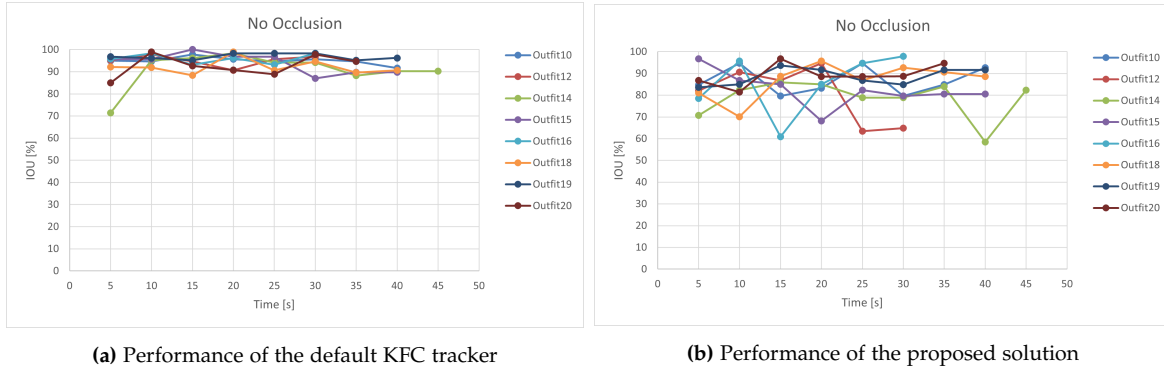 No Occlusion
100
90
80
70
60
50
40
30
20
10
0
IOU [%]
0 5 10 15 20 25 30 35 40 45 50
Time [s]
Outfit10
Outfit12
Outfit14
Outfit15
Outfit16
Outfit18
Outfit19
Outfit20
(a) Performance of the default KFC tracker
No Occlusion
100
90
80
70
60
50
40
30
20
10
0
IOU [%]
0 5 10 15 20 25 30 35 40 45 50
Time [s]
Outfit10
Outfit12
Outfit14
Outfit15
Outfit16
Outfit18
Outfit19
Outfit20
(b) Performance of the proposed solution